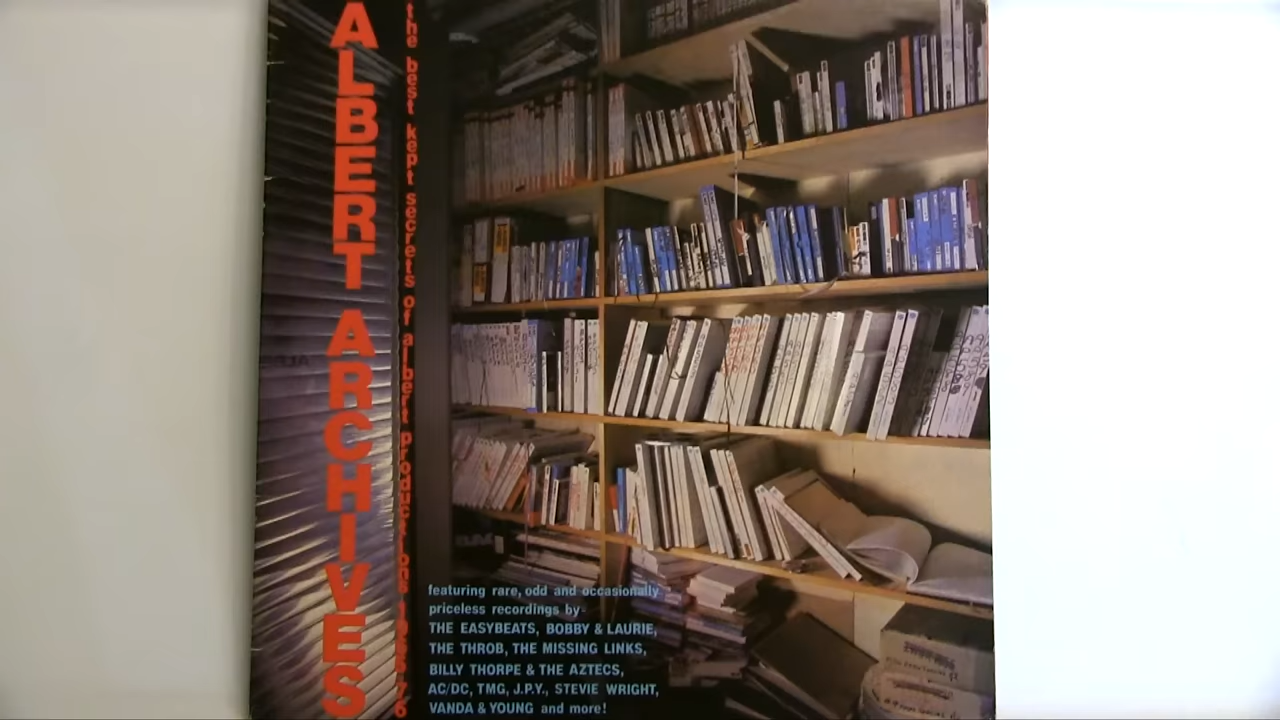 ALBERT ARCHIVES
the best kept secrets of albert productions
featuring rare, odd and occasionally
priceless recordings by-
THE EASYBEATS, BOBBY & LAURIE,
THE THROB, THE MISSING LINKS,
BILLY THORPE & THE AZTECS,
AC/DC, TMG, J.P.Y., STEVIE WRIGHT,
VANDA & YOUNG and more!